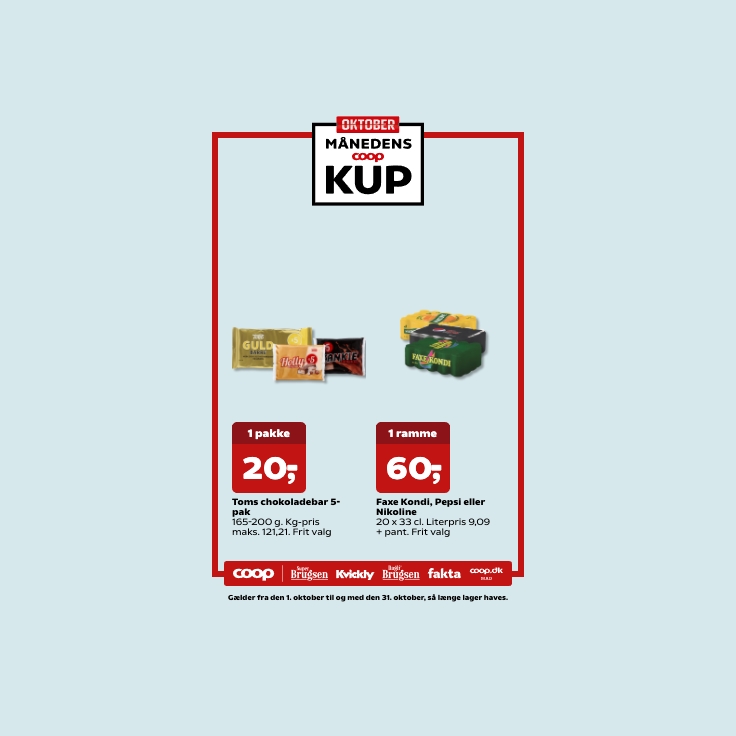 OKTOBER
MÅNEDENS
coop
KUP
GULD
Holly 5
FAXE KONDI
1 pakke
20,-
Toms chokoladebar 5-
pak
165-200 g. Kg-pris
maks. 121,21. Frit valg
1 ramme
60,-
Faxe Kondi, Pepsi eller
Nikoline
20 x 33 cl. Literpris 9,09
+ pant. Frit valg
coop SuperBrugsen Kvickly Dagli'Brugsen fakta coop.dk
Gælder fra den 1. oktober til og med den 31. oktober, så længe lager haves.